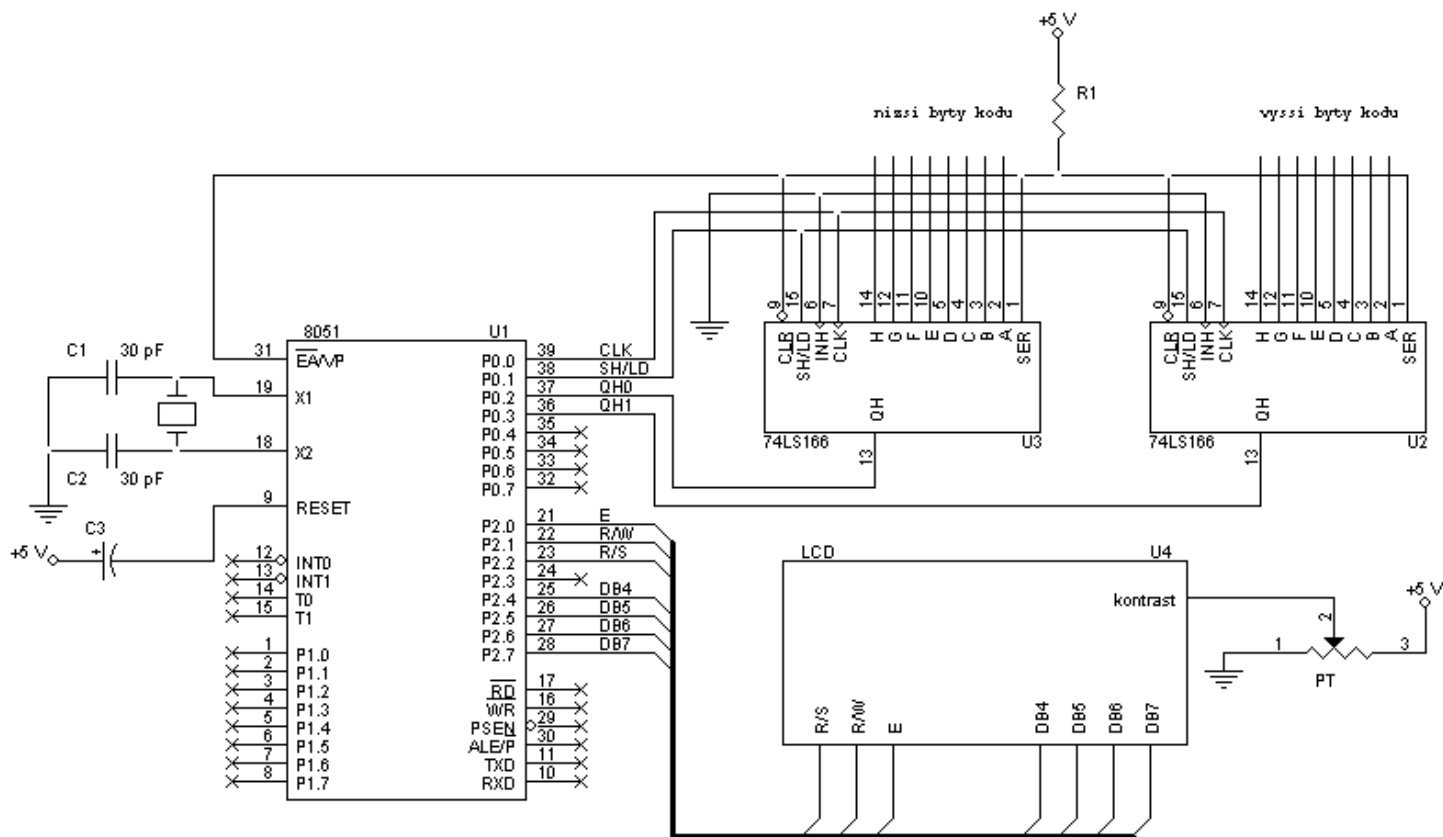 +5 V
R1
nizsi byty kodu
vyssi byty kodu
8051 U1
31 EA/VP
19 X1
18 X2
9 RESET
12 INT0
13 INT1
14 T0
15 T1
1 P1.0
2 P1.1
3 P1.2
4 P1.3
5 P1.4
6 P1.5
7 P1.6
8 P1.7
C1 30 pF
C2 30 pF
C3
+5 V
P0.0 39 CLK
P0.1 38 SH/LD
P0.2 37 QH0
P0.3 36 QH1
P0.4 35
P0.5 34
P0.6 33
P0.7 32
P2.0 21 E
P2.1 22 R/W
P2.2 23 R/S
P2.3 24
P2.4 25 DB4
P2.5 26 DB5
P2.6 27 DB6
P2.7 28 DB7
RD 17
WR 16
PSEN 29
ALE/P 30
TXD 11
RXD 10
9 15 6 7 14 12 11 10 5 4 3 2 1
CLR SH/LD INH CLK H G F E D C B A SER
QH
74LS166 U3
13
9 15 6 7 14 12 11 10 5 4 3 2 1
CLR SH/LD INH CLK H G F E D C B A SER
QH
74LS166 U2
13
LCD U4
kontrast
R/S R/W E DB4 DB5 DB6 DB7
+5 V
1 2 3
PT